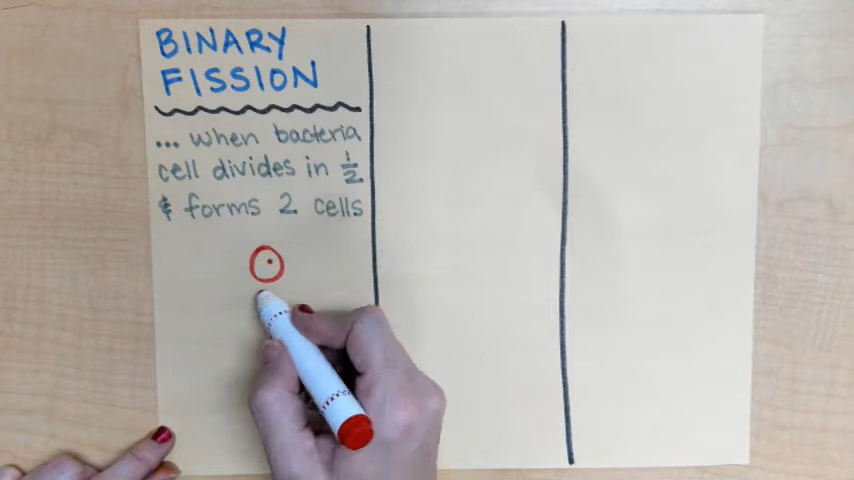 BINARY
FISSION
... when bacteria
cell divides in 1/2
& forms 2 cells